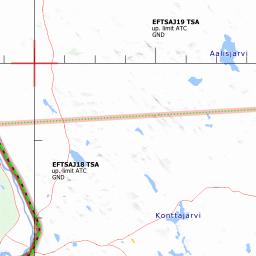 EFTSAJ19 TSA
up. limit ATC
GND
Aalisjärvi
EFTSAJ18 TSA
up. limit ATC
GND
Konttajärvi